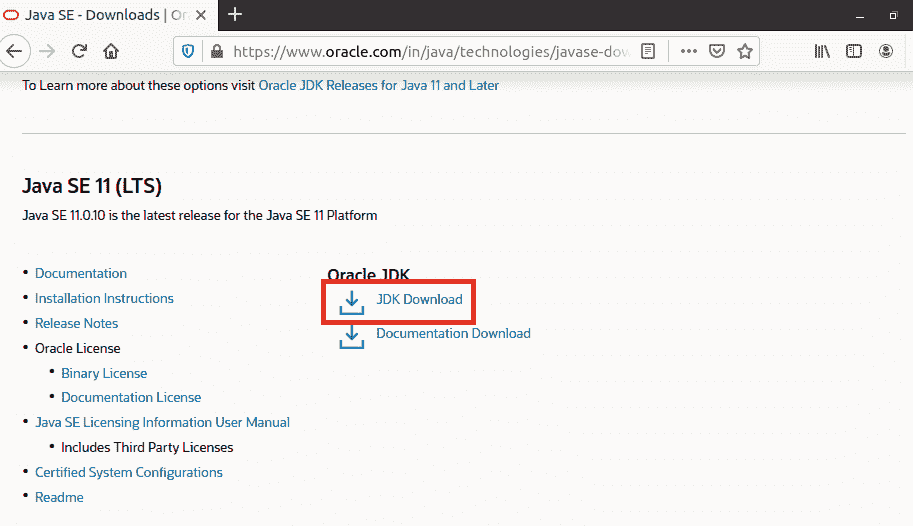 Java SE - Downloads | Or
https://www.oracle.com/in/java/technologies/javase-dow
To Learn more about these options visit Oracle JDK Releases for Java 11 and Later
Java SE 11 (LTS)
Java SE 11.0.10 is the latest release for the Java SE 11 Platform
Documentation
Installation Instructions
Release Notes
Oracle License
Binary License
Documentation License
Java SE Licensing Information User Manual
Includes Third Party Licenses
Certified System Configurations
Readme
Oracle JDK
JDK Download
Documentation Download